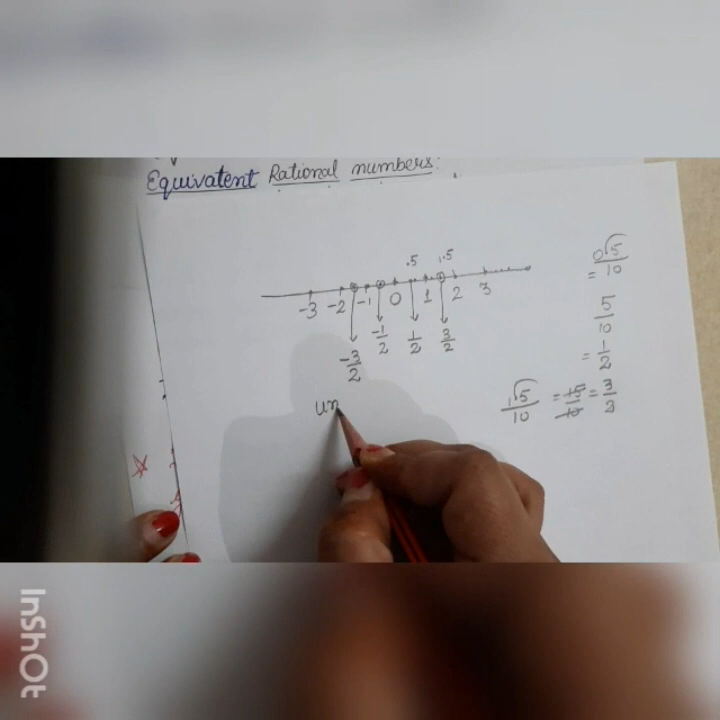 Equivatent Rational numbers:
.5 1.5
-3 -2 -1 0 1 2 3
-3/2 -1/2 1/2 3/2
un
0.5/10
=
5/10
= 1/2
1.5/10 = 15/10 = 3/2
InShOt